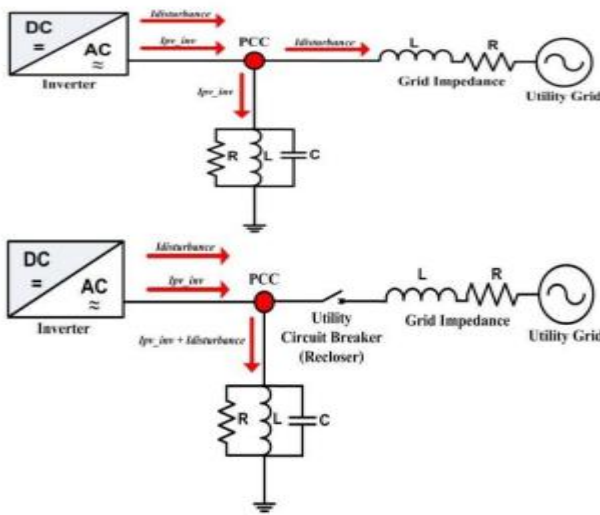 DC
=
AC
≈
Inverter
Idisturbance
Ipv_inv
PCC
Idisturbance
L
R
Grid Impedance
Utility Grid
Ipv_inv
R
L
C
DC
=
AC
≈
Inverter
Idisturbance
Ipv_inv
PCC
Utility
Circuit Breaker
(Recloser)
L
R
Grid Impedance
Utility Grid
Ipv_inv + Idisturbance
R
L
C